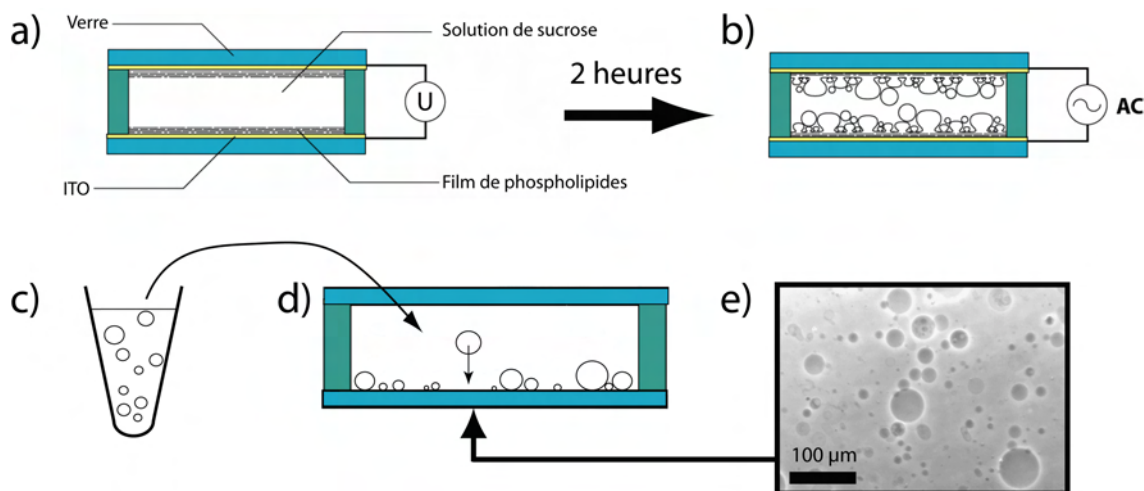 a)
Verre
Solution de sucrose
U
ITO
Film de phospholipides
2 heures
b)
AC
c)
d)
e)
100 µm